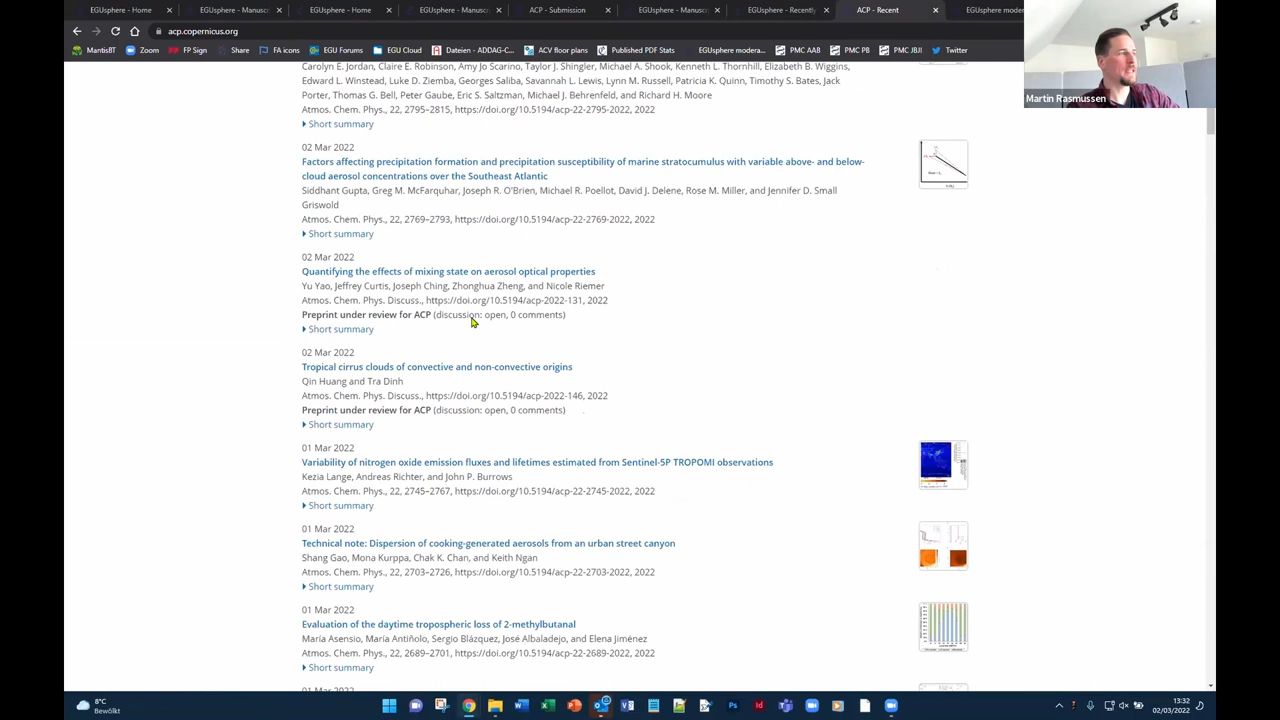 EGUsphere - Home
EGUsphere - Manusc
EGUsphere - Home
EGUsphere - Manusc
ACP - Submission
EGUsphere - Manusc
EGUsphere - Recently
ACP - Recent
acp.copernicus.org
MantisBT
Zoom
FP Sign
Share
FA icons
EGU Forums
EGU Cloud
Dateien - ADDAG-C...
ACV floor plans
Published PDF Stats
EGUsphere modera...
PMC AAB
PMC PB
PMC JBJI
Twitter
Martin Rasmussen
Carolyn E. Jordan, Claire E. Robinson, Amy Jo Scarino, Taylor J. Shingler, Michael A. Shook, Kenneth L. Thornhill, Elizabeth B. Wiggins,
Edward L. Winstead, Luke D. Ziemba, Georges Saliba, Savannah L. Lewis, Lynn M. Russell, Patricia K. Quinn, Timothy S. Bates, Jack
Porter, Thomas G. Bell, Peter Gaube, Eric S. Saltzman, Michael J. Behrenfeld, and Richard H. Moore
Atmos. Chem. Phys., 22, 2795–2815, https://doi.org/10.5194/acp-22-2795-2022, 2022
Short summary
02 Mar 2022
Factors affecting precipitation formation and precipitation susceptibility of marine stratocumulus with variable above- and below-
cloud aerosol concentrations over the Southeast Atlantic
Siddhant Gupta, Greg M. McFarquhar, Joseph R. O'Brien, Michael R. Poellot, David J. Delene, Rose M. Miller, and Jennifer D. Small
Griswold
Atmos. Chem. Phys., 22, 2769–2793, https://doi.org/10.5194/acp-22-2769-2022, 2022
Short summary
02 Mar 2022
Quantifying the effects of mixing state on aerosol optical properties
Yu Yao, Jeffrey Curtis, Joseph Ching, Zhonghua Zheng, and Nicole Riemer
Atmos. Chem. Phys. Discuss., https://doi.org/10.5194/acp-2022-131, 2022
Preprint under review for ACP (discussion: open, 0 comments)
Short summary
02 Mar 2022
Tropical cirrus clouds of convective and non-convective origins
Qin Huang and Tra Dinh
Atmos. Chem. Phys. Discuss., https://doi.org/10.5194/acp-2022-146, 2022
Preprint under review for ACP (discussion: open, 0 comments)
Short summary
01 Mar 2022
Variability of nitrogen oxide emission fluxes and lifetimes estimated from Sentinel-5P TROPOMI observations
Kezia Lange, Andreas Richter, and John P. Burrows
Atmos. Chem. Phys., 22, 2745–2767, https://doi.org/10.5194/acp-22-2745-2022, 2022
Short summary
01 Mar 2022
Technical note: Dispersion of cooking-generated aerosols from an urban street canyon
Shang Gao, Mona Kurppa, Chak K. Chan, and Keith Ngan
Atmos. Chem. Phys., 22, 2703–2726, https://doi.org/10.5194/acp-22-2703-2022, 2022
Short summary
01 Mar 2022
Evaluation of the daytime tropospheric loss of 2-methylbutanal
María Asensio, María Antiñolo, Sergio Blázquez, José Albaladejo, and Elena Jiménez
Atmos. Chem. Phys., 22, 2689–2701, https://doi.org/10.5194/acp-22-2689-2022, 2022
Short summary
8°C
Bewölkt
13:32
02/03/2022